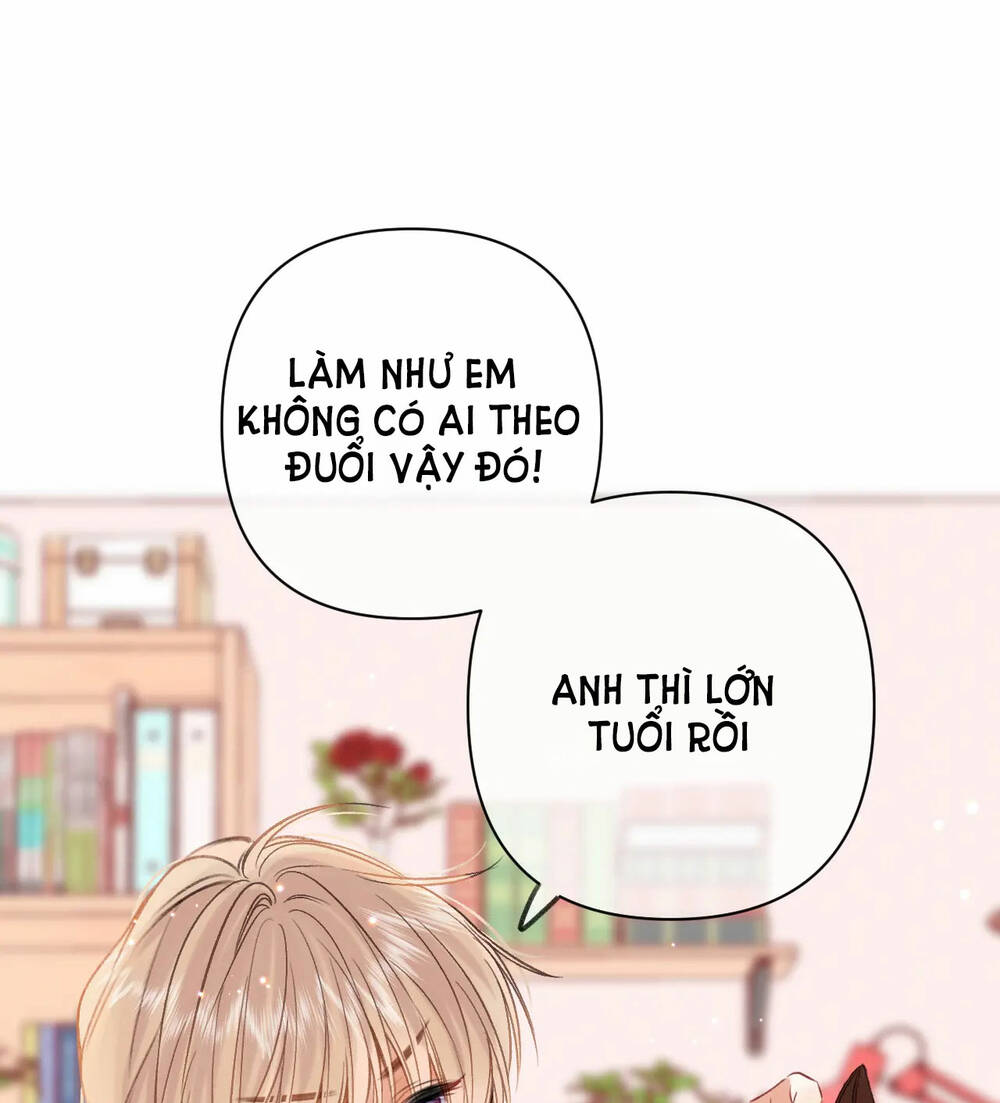 LÀM NHƯ EM
KHÔNG CÓ AI THEO
ĐUỔI VẬY ĐÓ!
ANH THÌ LỚN
TUỔI RỒI